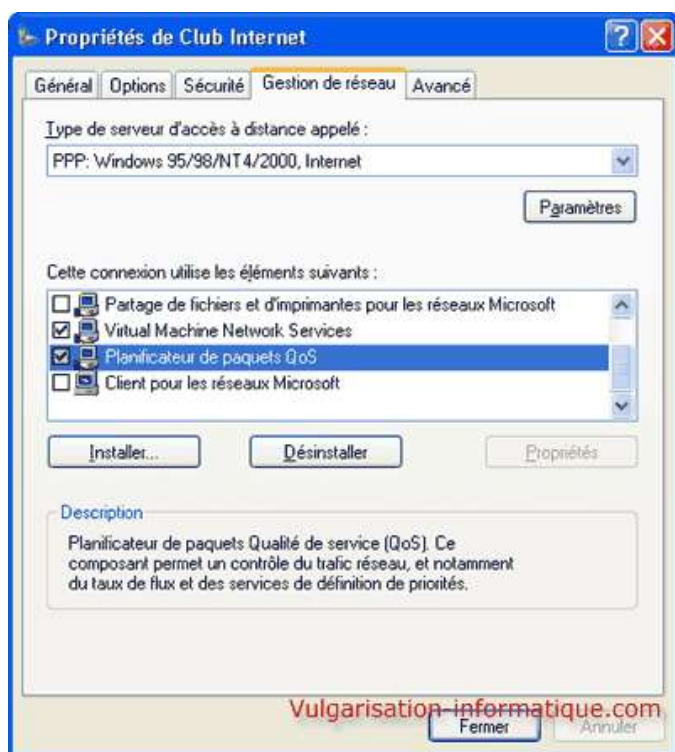 Propriétés de Club Internet
Général Options Sécurité Gestion de réseau Avancé
Type de serveur d'accès à distance appelé :
PPP: Windows 95/98/NT4/2000, Internet
Paramètres
Cette connexion utilise les éléments suivants :
Partage de fichiers et d'imprimantes pour les réseaux Microsoft
Virtual Machine Network Services
Planificateur de paquets QoS
Client pour les réseaux Microsoft
Installer... Désinstaller Propriétés
Description
Planificateur de paquets Qualité de service (QoS). Ce
composant permet un contrôle du trafic réseau, et notamment
du taux de flux et des services de définition de priorités.
Vulgarisation-informatique.com
Fermer Annuler